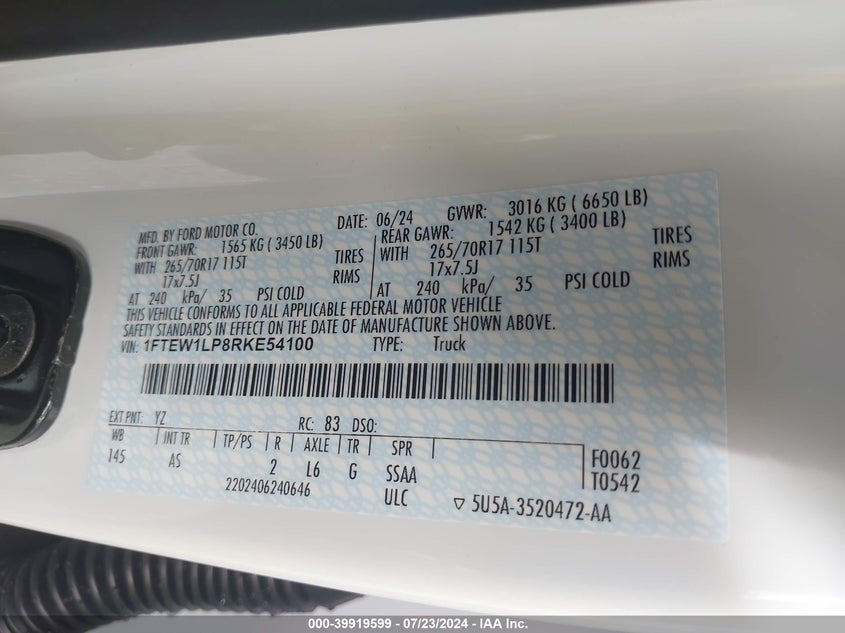 MFD. BY FORD MOTOR CO. DATE: 06/24 GVWR: 3016 KG ( 6650 LB)
FRONT GAWR: 1565 KG ( 3450 LB) REAR GAWR: 1542 KG ( 3400 LB)
WITH 265/70R17 115T TIRES WITH 265/70R17 115T TIRES
17x7.5J RIMS 17x7.5J RIMS
AT 240 kPa/ 35 PSI COLD AT 240 kPa/ 35 PSI COLD
THIS VEHICLE CONFORMS TO ALL APPLICABLE FEDERAL MOTOR VEHICLE
SAFETY STANDARDS IN EFFECT ON THE DATE OF MANUFACTURE SHOWN ABOVE.
VIN: 1FTEW1LP8RKE54100 TYPE: Truck
EXT PNT: YZ RC: 83 DSO:
WB INT TR TP/PS R AXLE TR SPR F0062
145 AS 2 L6 G SSAA T0542
2202406240646 ULC ▽ 5U5A-3520472-AA
000-39919599 / 07/23/2024 - IAA Inc.